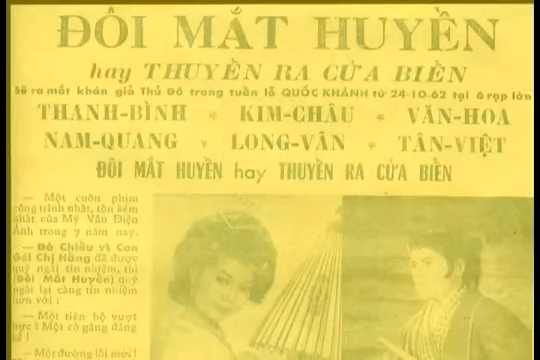 ĐÔI MẮT HUYỀN
hay THUYỀN RA CỬA BIỂN
Sẽ ra mắt khán giả Thủ Đô trong tuần lễ QUỐC KHÁNH từ 24-10-62 tại 6 rạp lớn
THANH-BÌNH * KIM-CHÂU * VĂN-HOA
NAM-QUANG * LONG-VÂN * TÂN-VIỆT
ĐÔI MẮT HUYỀN hay THUYỀN RA CỬA BIỂN
— Một cuốn phim
công trình nhất, tốn kém
nhất của Mỹ Vân Điện
Ảnh trong 7 năm nay.
— Đò Chiều và Con
Gái Chị Hằng đã được
quý ngài tín nhiệm, thì
(Đôi Mắt Huyền) quý
ngài lại càng tín nhiệm
hơn với :
— Một tiến bộ vượt
bực ! Một cố gắng đáng
kể !
— Một đường lối mới !